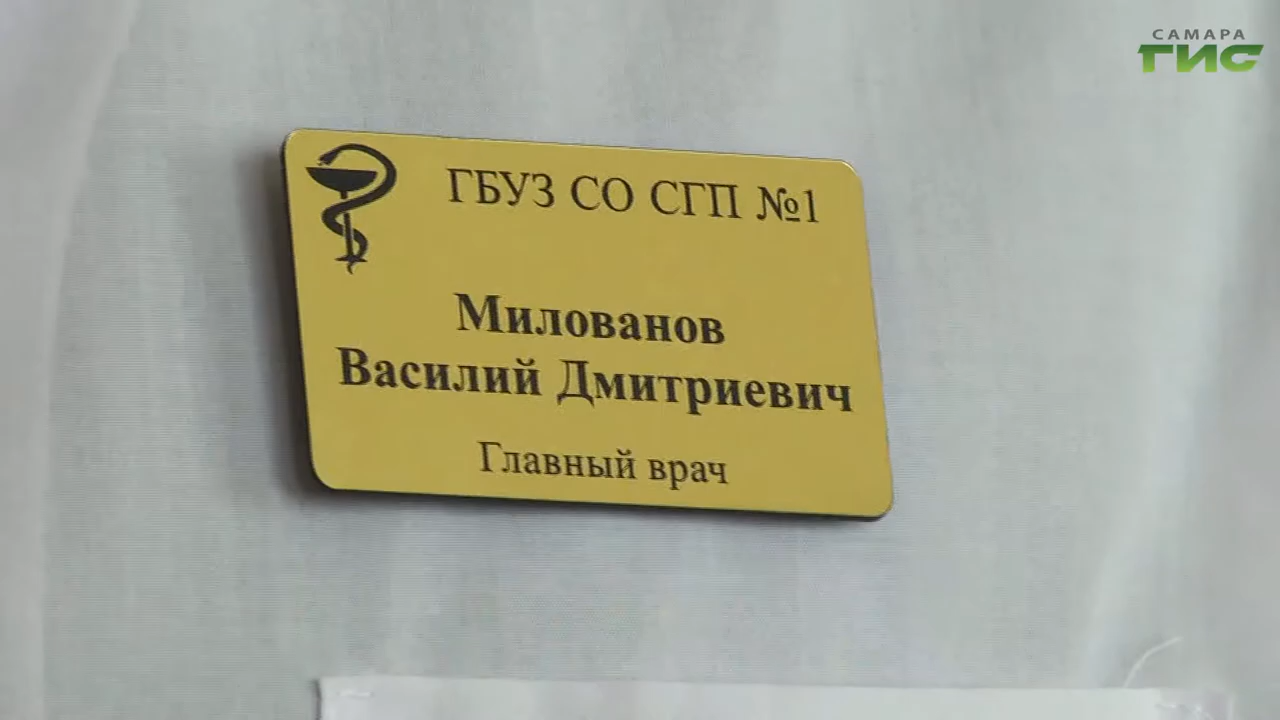 САМАРА
ГИС
ГБУЗ СО СГП №1
Милованов
Василий Дмитриевич
Главный врач